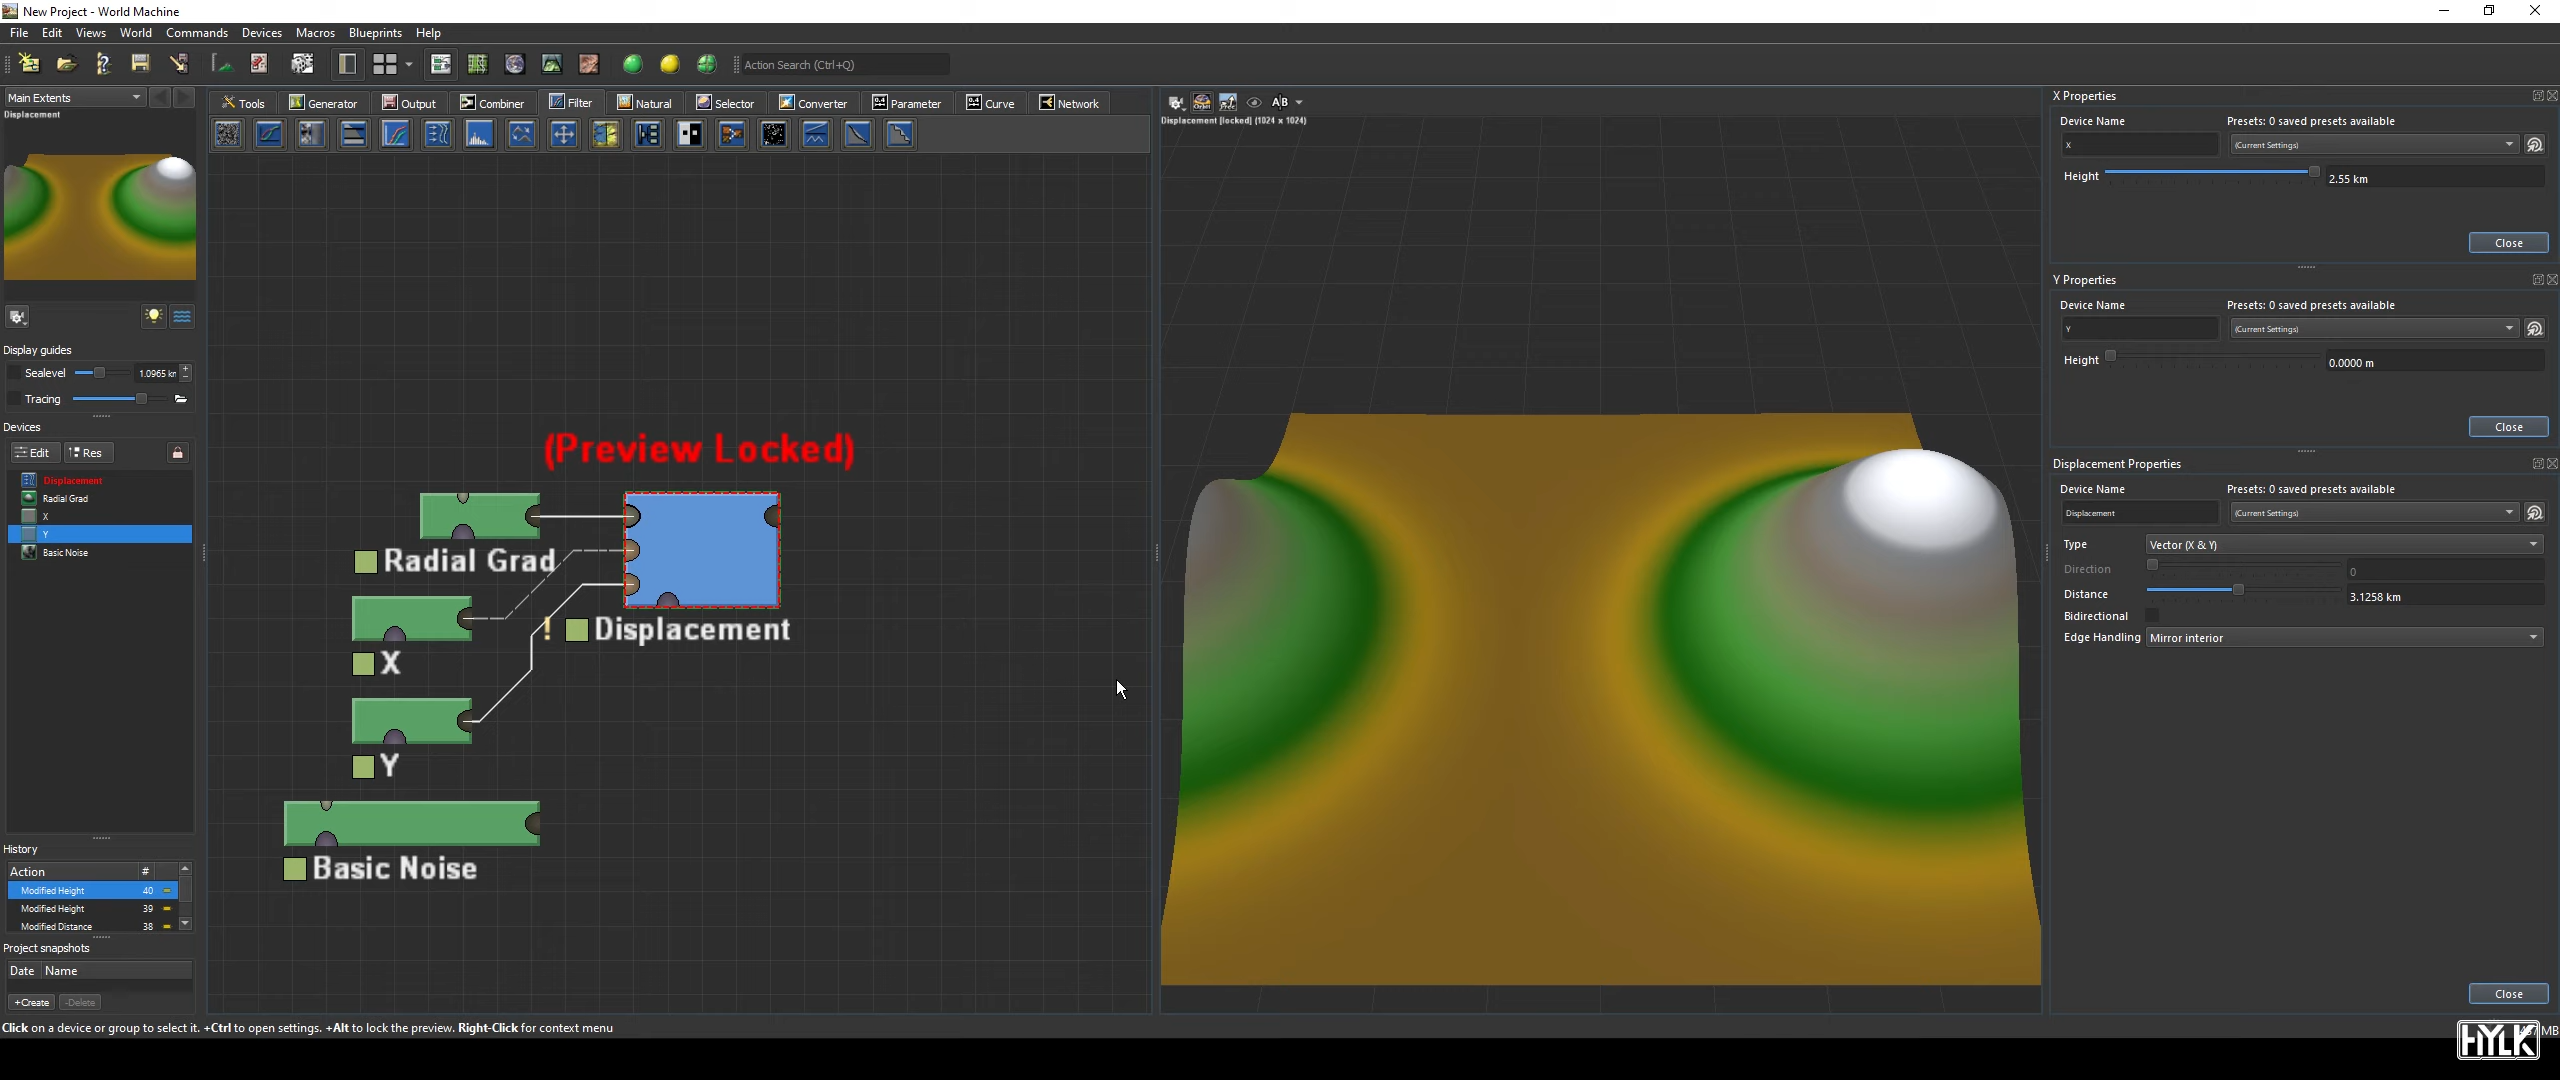 New Project - World Machine
File Edit Views World Commands Devices Macros Blueprints Help
Action Search (Ctrl+Q)
Main Extents
Displacement
Tools Generator Output Combiner Filter Natural Selector Converter Parameter Curve Network
Displacement [locked] (1024 x 1024)
Display guides
Sealevel 1.0965 kr
Tracing
Devices
Edit Res
Displacement
Radial Grad
X
Y
Basic Noise
History
Action #
Modified Height 40
Modified Height 39
Modified Distance 38
Project snapshots
Date Name
+Create -Delete
(Preview Locked)
Radial Grad
X
! Displacement
Y
Basic Noise
X Properties
Device Name Presets: 0 saved presets available
X (Current Settings)
Height 2.55 km
Close
Y Properties
Device Name Presets: 0 saved presets available
Y (Current Settings)
Height 0.0000 m
Close
Displacement Properties
Device Name Presets: 0 saved presets available
Displacement (Current Settings)
Type Vector (X & Y)
Direction 0
Distance 3.1258 km
Bidirectional
Edge Handling Mirror interior
Close
Click on a device or group to select it. +Ctrl to open settings. +Alt to lock the preview. Right-Click for context menu
MB
HYLK